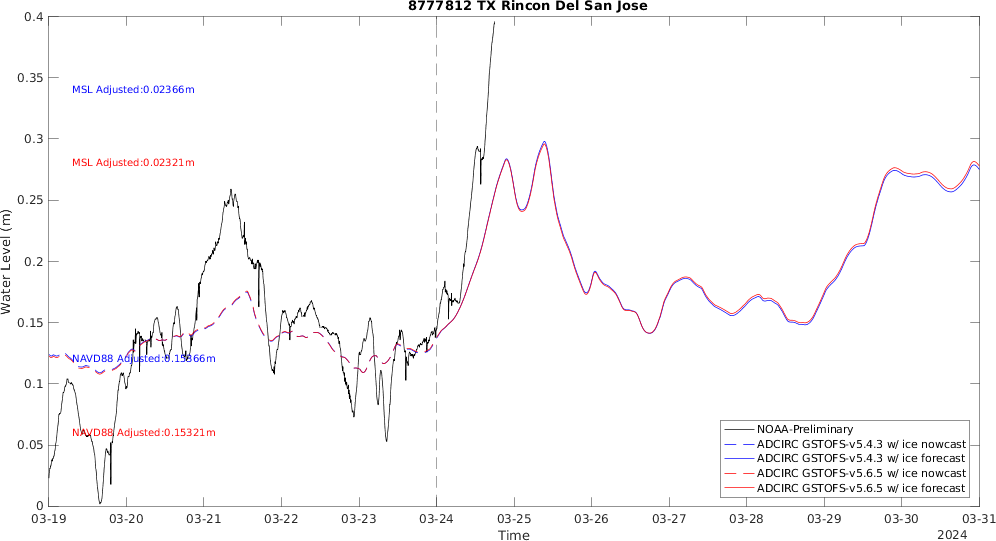 8777812 TX Rincon Del San Jose
0.4
0.35
0.3
0.25
0.2
0.15
0.1
0.05
0
Water Level (m)
MSL Adjusted:0.02366m
MSL Adjusted:0.02321m
NAVD88 Adjusted:0.15366m
NAVD88 Adjusted:0.15321m
NOAA-Preliminary
ADCIRC GSTOFS-v5.4.3 w/ ice nowcast
ADCIRC GSTOFS-v5.4.3 w/ ice forecast
ADCIRC GSTOFS-v5.6.5 w/ ice nowcast
ADCIRC GSTOFS-v5.6.5 w/ ice forecast
03-19 03-20 03-21 03-22 03-23 03-24 03-25 03-26 03-27 03-28 03-29 03-30 03-31
Time
2024